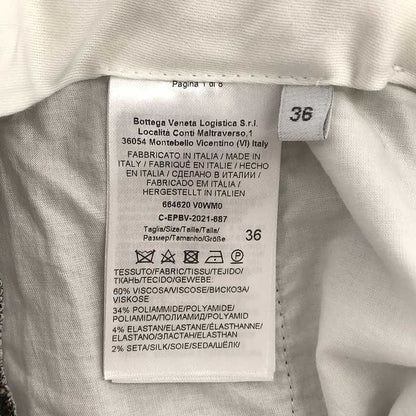 Pagina 1 di 8
36
Bottega Veneta Logistica S.r.l.
Località Conti Maltraverso,1
36054 Montebello Vicentino (VI) Italy
FABBRICATO IN ITALIA / MADE IN
ITALY / FABRIQUÉ EN ITALIE /
HECHO EN ITALIA / СДЕЛАНО В ИТАЛИИ /
FABRICADO EM ITÁLIA /
HERGESTELLT IN ITALIEN
664620 V0WM0
C-EPBV-2021-687
Taglia/Size/Taille/Talla/
Размер/Tamanho/Größe 36
TESSUTO/FABRIC/TISSU/TEJIDO/
ТКАНЬ/TECIDO/GEWEBE
60% VISCOSA/VISCOSE/ВИСКОЗА/
VISKOSE
34% POLIAMMIDE/POLYAMIDE/
POLIAMIDA/ПОЛИАМИД/POLYAMID
4% ELASTAN/ELASTANE/ÉLASTHANNE/
ELASTANO/ЭЛАСТАН/ELASTHAN
2% SETA/SILK/SOIE/SEDA/ШЁЛК/